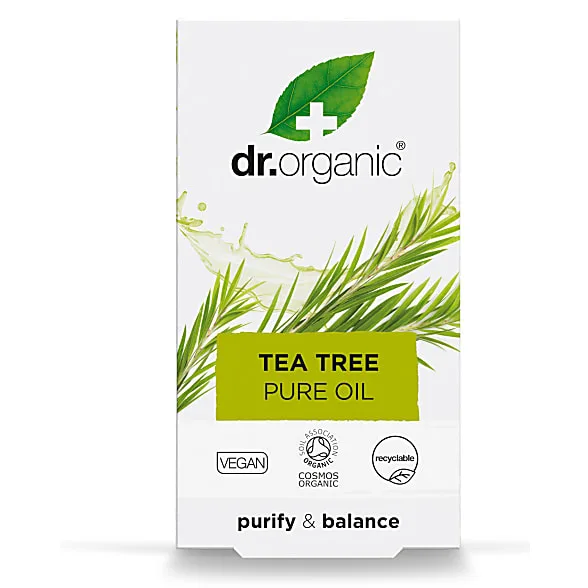 dr.organic®
TEA TREE
PURE OIL
VEGAN
SOIL ASSOCIATION
ORGANIC
COSMOS
ORGANIC
recyclable
purify & balance